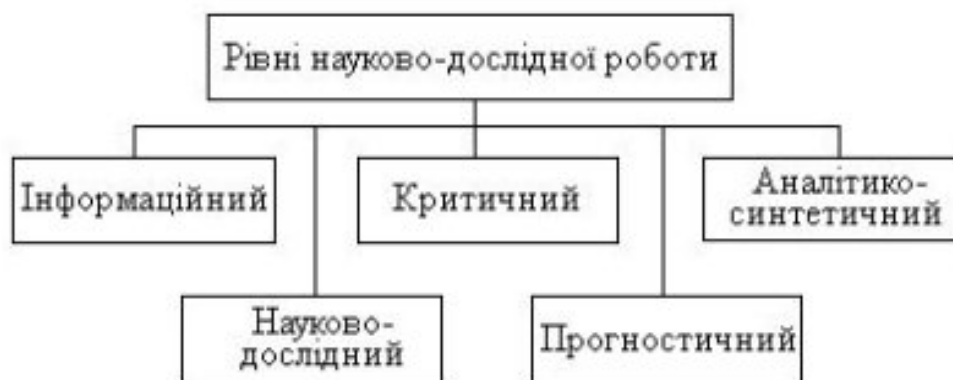 Рівні науково-дослідної роботи
Інформаційний
Критичний
Аналітико-
синтетичний
Науково-
дослідний
Прогностичний